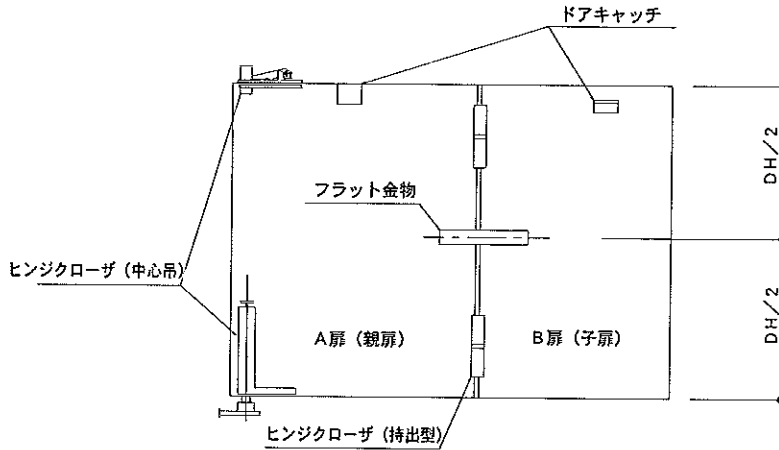 ドアキャッチ
フラット金物
DH/2
ヒンジクローザ(中心吊)
A扉(親扉)
B扉(子扉)
DH/2
ヒンジクローザ(持出型)